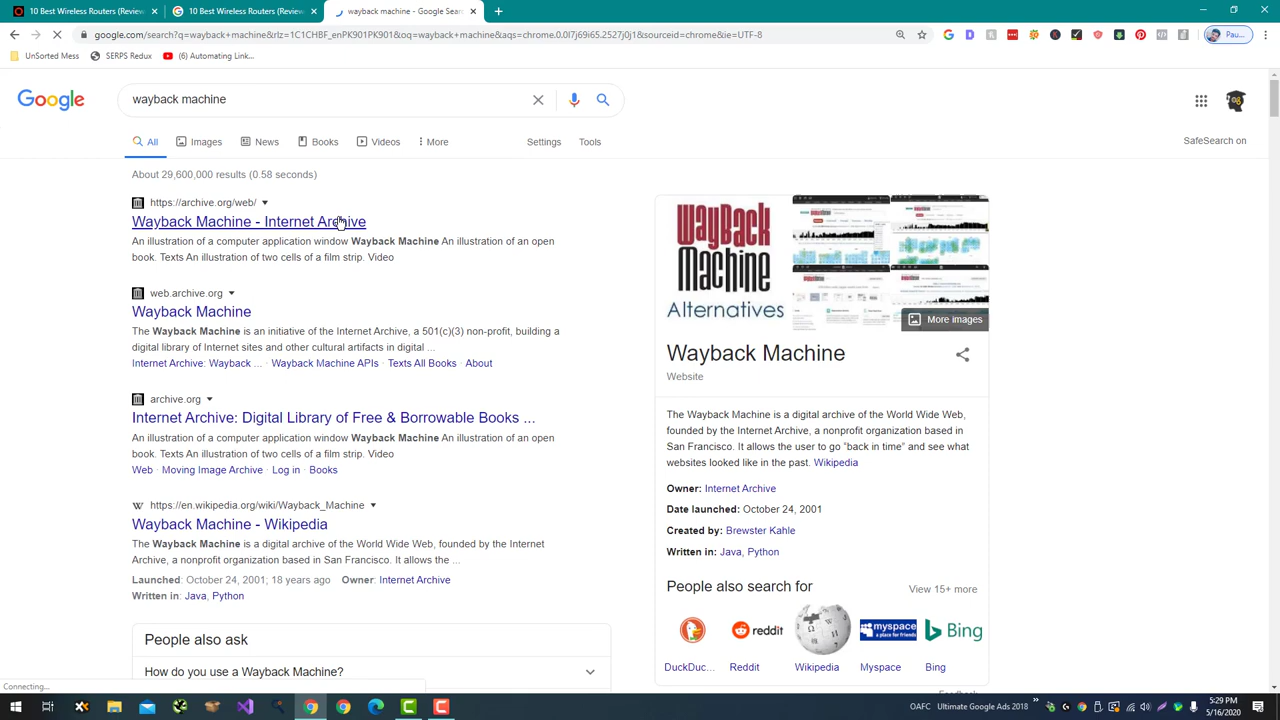 10 Best Wireless Routers (Review
10 Best Wireless Routers (Review
wayback machine - Google Searc
google.com/search?q=wayback+machine&rlz=1C1CHBF_enPK901PK901&oq=wayback+machine&aqs=chrome.0.0l7j69i65.2527j0j1&sourceid=chrome&ie=UTF-8
Pau...
UnSorted Mess
SERPS Redux
(6) Automating Link...
Google
wayback machine
All
Images
News
Books
Videos
More
Settings
Tools
SafeSearch on
About 29,600,000 results (0.58 seconds)
https://archive.org/web/
Internet Archive
application window Wayback Machine An illustration of an open
book. Texts An illustration of two cells of a film strip. Video
Wayback Machine
Machine is an initiative of the Internet Archive, a 501(c)(3) non-profit, building a
digital library of Internet sites and other cultural artifacts in digital ...
Internet Archive: Wayback ... · Wayback Machine APIs · Texts All Books · About
archive.org
Internet Archive: Digital Library of Free & Borrowable Books ...
An illustration of a computer application window Wayback Machine An illustration of an open
book. Texts An illustration of two cells of a film strip. Video
Web · Moving Image Archive · Log in · Books
W https://en.wikipedia.org/wiki/Wayback_Machine
Wayback Machine - Wikipedia
The Wayback Machine is a digital archive of the World Wide Web, founded by the Internet
Archive, a nonprofit organization based in San Francisco. It allows the ...
Launched: October 24, 2001; 18 years ago Owner: Internet Archive
Written in: Java, Python
People also ask
How do you use a Wayback Machine?
WayBack
Machine
Alternatives
More images
Wayback Machine
Website
The Wayback Machine is a digital archive of the World Wide Web,
founded by the Internet Archive, a nonprofit organization based in
San Francisco. It allows the user to go “back in time” and see what
websites looked like in the past. Wikipedia
Owner: Internet Archive
Date launched: October 24, 2001
Created by: Brewster Kahle
Written in: Java, Python
People also search for
View 15+ more
reddit
myspace
a place for friends
Bing
DuckDuc...
Reddit
Wikipedia
Myspace
Bing
Feedback
Connecting...
OAFC
Ultimate Google Ads 2018
5:29 PM
5/16/2020